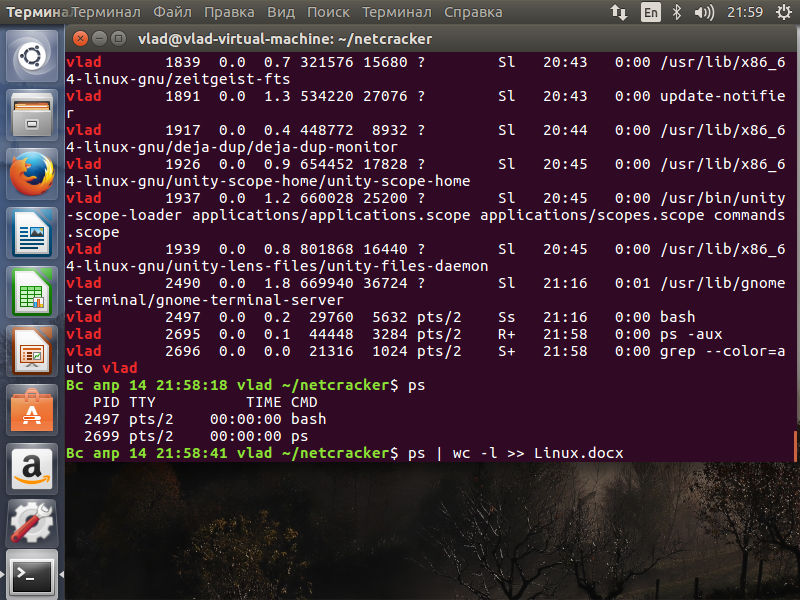 Термина Терминал Файл Правка Вид Поиск Терминал Справка En 21:59
vlad@vlad-virtual-machine: ~/netcracker
vlad 1839 0.0 0.7 321576 15680 ? Sl 20:43 0:00 /usr/lib/x86_6
4-linux-gnu/zeitgeist-fts
vlad 1891 0.0 1.3 534220 27076 ? Sl 20:43 0:00 update-notifie
r
vlad 1917 0.0 0.4 448772 8932 ? Sl 20:44 0:00 /usr/lib/x86_6
4-linux-gnu/deja-dup/deja-dup-monitor
vlad 1926 0.0 0.9 654452 17828 ? Sl 20:45 0:00 /usr/lib/x86_6
4-linux-gnu/unity-scope-home/unity-scope-home
vlad 1937 0.0 1.2 660028 25200 ? Sl 20:45 0:00 /usr/bin/unity
-scope-loader applications/applications.scope applications/scopes.scope commands
.scope
vlad 1939 0.0 0.8 801868 16440 ? Sl 20:45 0:00 /usr/lib/x86_6
4-linux-gnu/unity-lens-files/unity-files-daemon
vlad 2490 0.0 1.8 669940 36724 ? Sl 21:16 0:01 /usr/lib/gnome
-terminal/gnome-terminal-server
vlad 2497 0.0 0.2 29760 5632 pts/2 Ss 21:16 0:00 bash
vlad 2695 0.0 0.1 44448 3284 pts/2 R+ 21:58 0:00 ps -aux
vlad 2696 0.0 0.0 21316 1024 pts/2 S+ 21:58 0:00 grep --color=a
uto vlad
Вс апр 14 21:58:18 vlad ~/netcracker$ ps
PID TTY TIME CMD
2497 pts/2 00:00:00 bash
2699 pts/2 00:00:00 ps
Вс апр 14 21:58:41 vlad ~/netcracker$ ps | wc -l >> Linux.docx